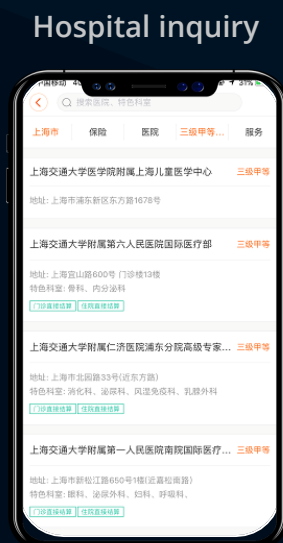 Hospital inquiry
中国移动 4G 31%
搜索医院、特色科室
上海市 保险 医院 三级甲等... 服务
上海交通大学医学院附属上海儿童医学中心 三级甲等
地址: 上海市浦东新区东方路1678号
上海交通大学附属第六人民医院国际医疗部 三级甲等
地址: 上海宜山路600号 门诊楼13楼
特色科室: 骨科、内分泌科
门诊直接结算 住院直接结算
上海交通大学附属仁济医院浦东分院高级专家... 三级甲等
地址: 上海市北园路33号(近东方路)
特色科室: 消化科、泌尿科、风湿免疫科、乳腺外科
门诊直接结算 住院直接结算
上海交通大学附属第一人民医院南院国际医疗... 三级甲等
地址: 上海市新松江路650号1楼(近嘉松南路)
特色科室: 眼科、泌尿外科、妇科、呼吸科、
门诊直接结算 住院直接结算